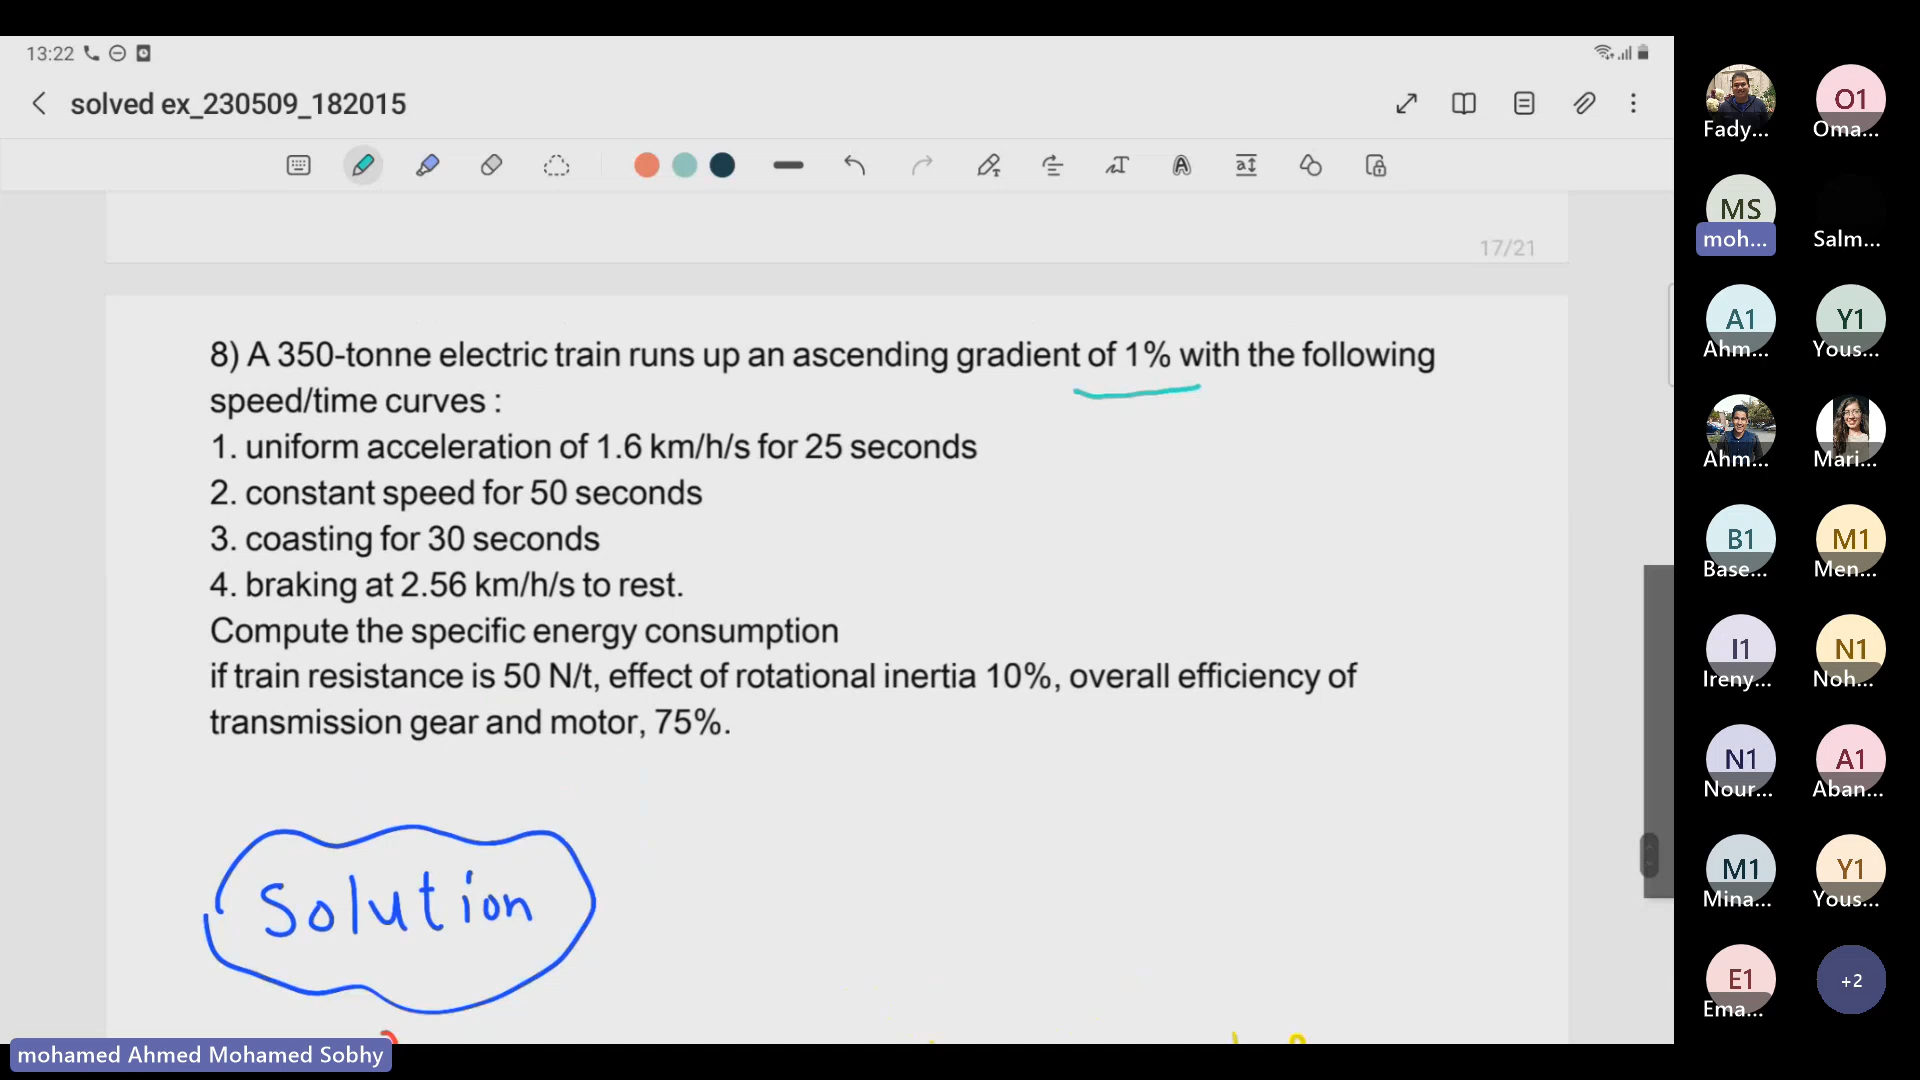 13:22
solved ex_230509_182015
17/21
8) A 350-tonne electric train runs up an ascending gradient of 1% with the following
speed/time curves :
1. uniform acceleration of 1.6 km/h/s for 25 seconds
2. constant speed for 50 seconds
3. coasting for 30 seconds
4. braking at 2.56 km/h/s to rest.
Compute the specific energy consumption
if train resistance is 50 N/t, effect of rotational inertia 10%, overall efficiency of
transmission gear and motor, 75%.
Solution
mohamed Ahmed Mohamed Sobhy
Fady...
O1
Oma...
MS
moh...
Salm...
A1
Ahm...
Y1
Yous...
Ahm...
Mari...
B1
Base...
M1
Men...
I1
Ireny...
N1
Noh...
N1
Nour...
A1
Aban...
M1
Mina...
Y1
Yous...
E1
Ema...
+2